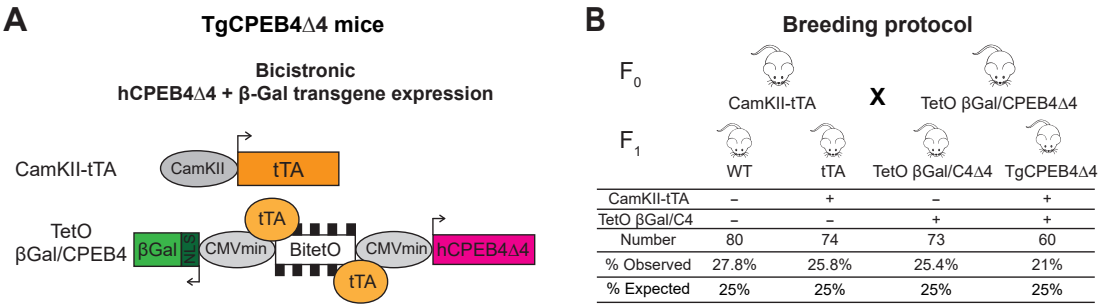 A
TgCPEB4Δ4 mice
Bicistronic
hCPEB4Δ4 + β-Gal transgene expression
CamKII-tTA
CamKII
tTA
TetO
βGal/CPEB4
βGal
NLS
CMVmin
tTA
BitetO
tTA
CMVmin
hCPEB4Δ4
B
Breeding protocol
F0
CamKII-tTA
X
TetO βGal/CPEB4Δ4
F1
WT tTA TetO βGal/C4Δ4 TgCPEB4Δ4
CamKII-tTA – + – +
TetO βGal/C4 – – + +
Number 80 74 73 60
% Observed 27.8% 25.8% 25.4% 21%
% Expected 25% 25% 25% 25%